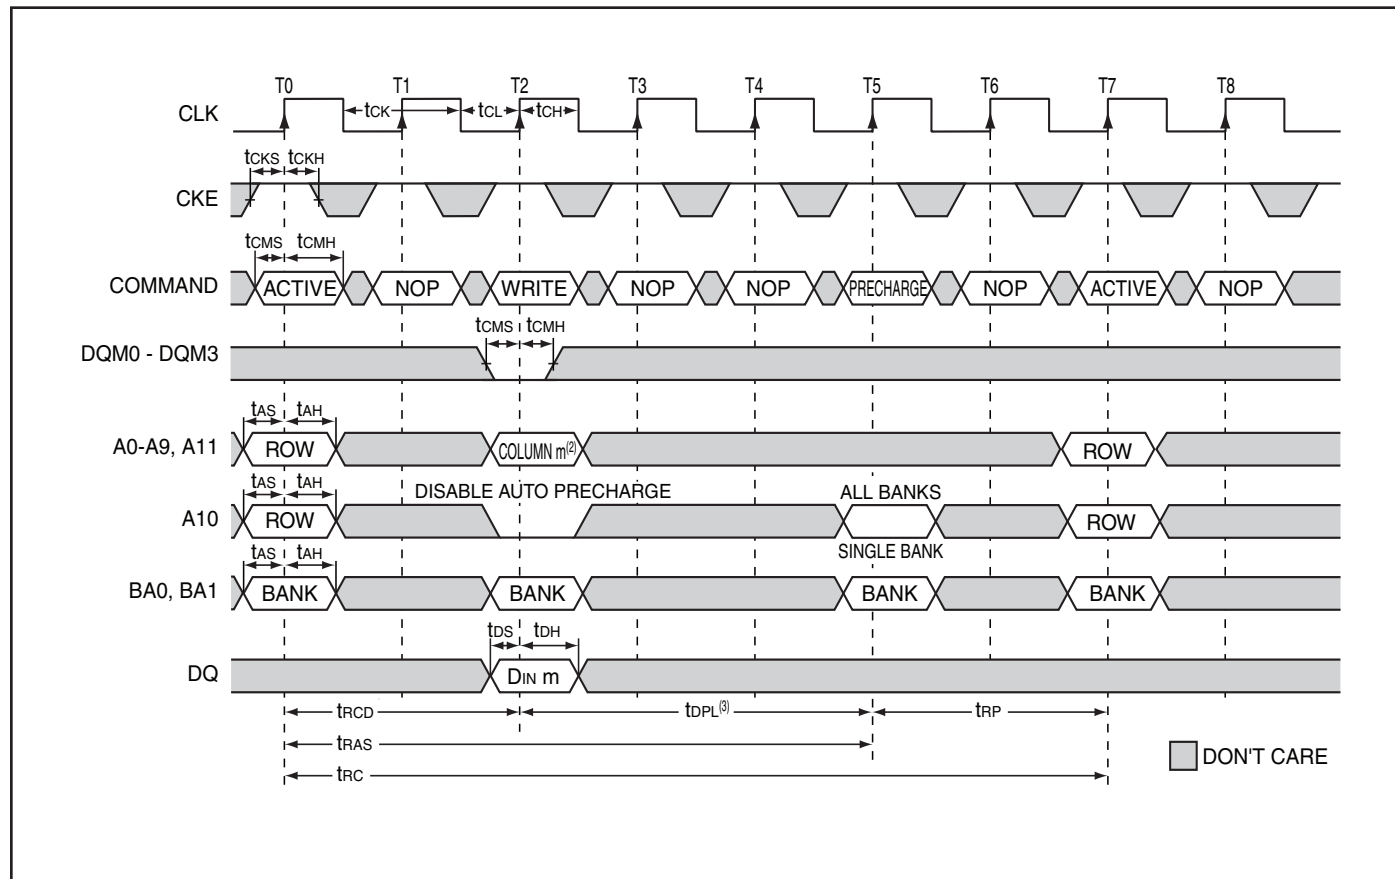 T0 T1 T2 T3 T4 T5 T6 T7 T8
CLK tCK tCL tCH
tCKS tCKH
CKE
tCMS tCMH
COMMAND ACTIVE NOP WRITE NOP NOP PRECHARGE NOP ACTIVE NOP
tCMS tCMH
DQM0 - DQM3
tAS tAH
A0-A9, A11 ROW COLUMN m(2) ROW
tAS tAH DISABLE AUTO PRECHARGE ALL BANKS
A10 ROW ROW
tAS tAH SINGLE BANK
BA0, BA1 BANK BANK BANK BANK
tDS tDH
DQ DIN m
tRCD tDPL(3) tRP
tRAS
tRC
DON'T CARE